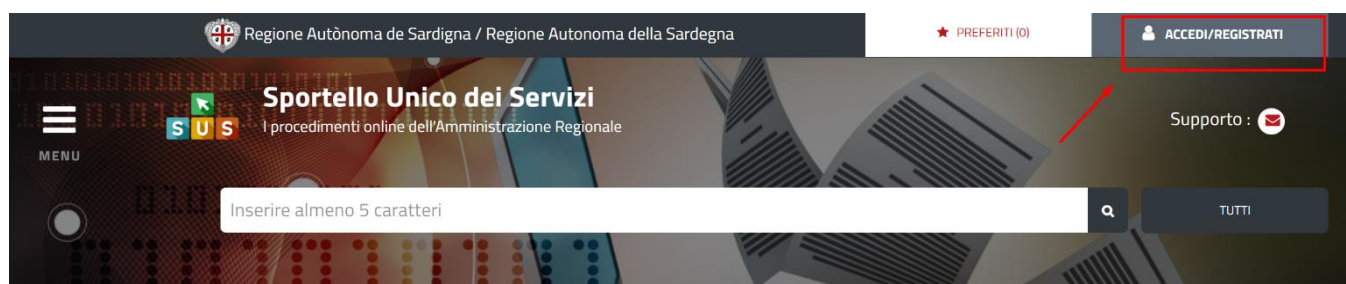 Regione Autònoma de Sardigna / Regione Autonoma della Sardegna
PREFERITI (0)
ACCEDI/REGISTRATI
MENU
SUS
Sportello Unico dei Servizi
I procedimenti online dell'Amministrazione Regionale
Supporto :
Inserire almeno 5 caratteri
TUTTI